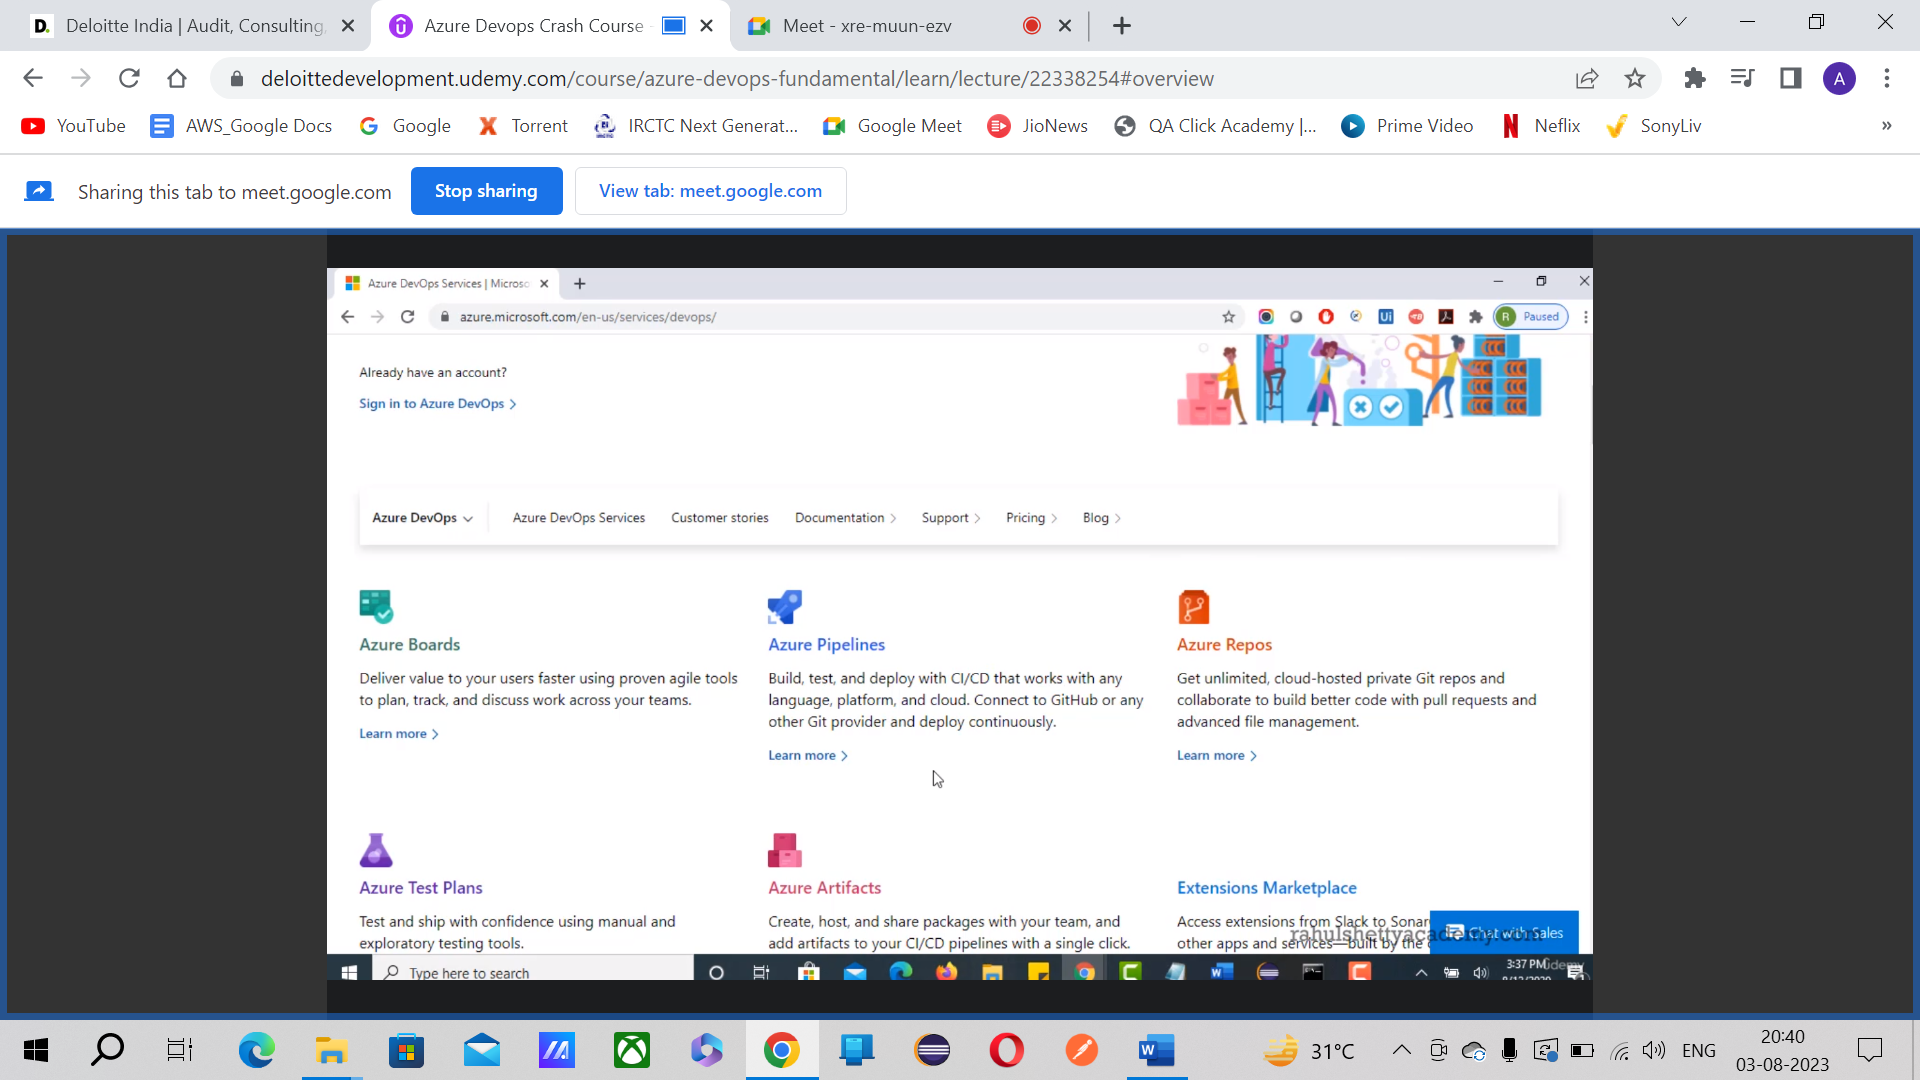 Deloitte India | Audit, Consulting,
Azure Devops Crash Course -
Meet - xre-muun-ezv
deloittedevelopment.udemy.com/course/azure-devops-fundamental/learn/lecture/22338254#overview
A
YouTube
AWS_Google Docs
Google
Torrent
IRCTC Next Generat...
Google Meet
JioNews
QA Click Academy |...
Prime Video
Neflix
SonyLiv
»
Sharing this tab to meet.google.com
Stop sharing
View tab: meet.google.com
Azure DevOps Services | Microso
azure.microsoft.com/en-us/services/devops/
R Paused
Already have an account?
Sign in to Azure DevOps >
Azure DevOps
Azure DevOps Services
Customer stories
Documentation >
Support >
Pricing >
Blog >
Azure Boards
Deliver value to your users faster using proven agile tools
to plan, track, and discuss work across your teams.
Learn more >
Azure Pipelines
Build, test, and deploy with CI/CD that works with any
language, platform, and cloud. Connect to GitHub or any
other Git provider and deploy continuously.
Learn more >
Azure Repos
Get unlimited, cloud-hosted private Git repos and
collaborate to build better code with pull requests and
advanced file management.
Learn more >
Azure Test Plans
Test and ship with confidence using manual and
exploratory testing tools.
Azure Artifacts
Create, host, and share packages with your team, and
add artifacts to your CI/CD pipelines with a single click.
Extensions Marketplace
Access extensions from Slack to Sonar
other apps and services—built by the
Chat with Sales
rahulshettyacademy.com
Type here to search
3:37 PM
Udemy
31°C
ENG
20:40
03-08-2023